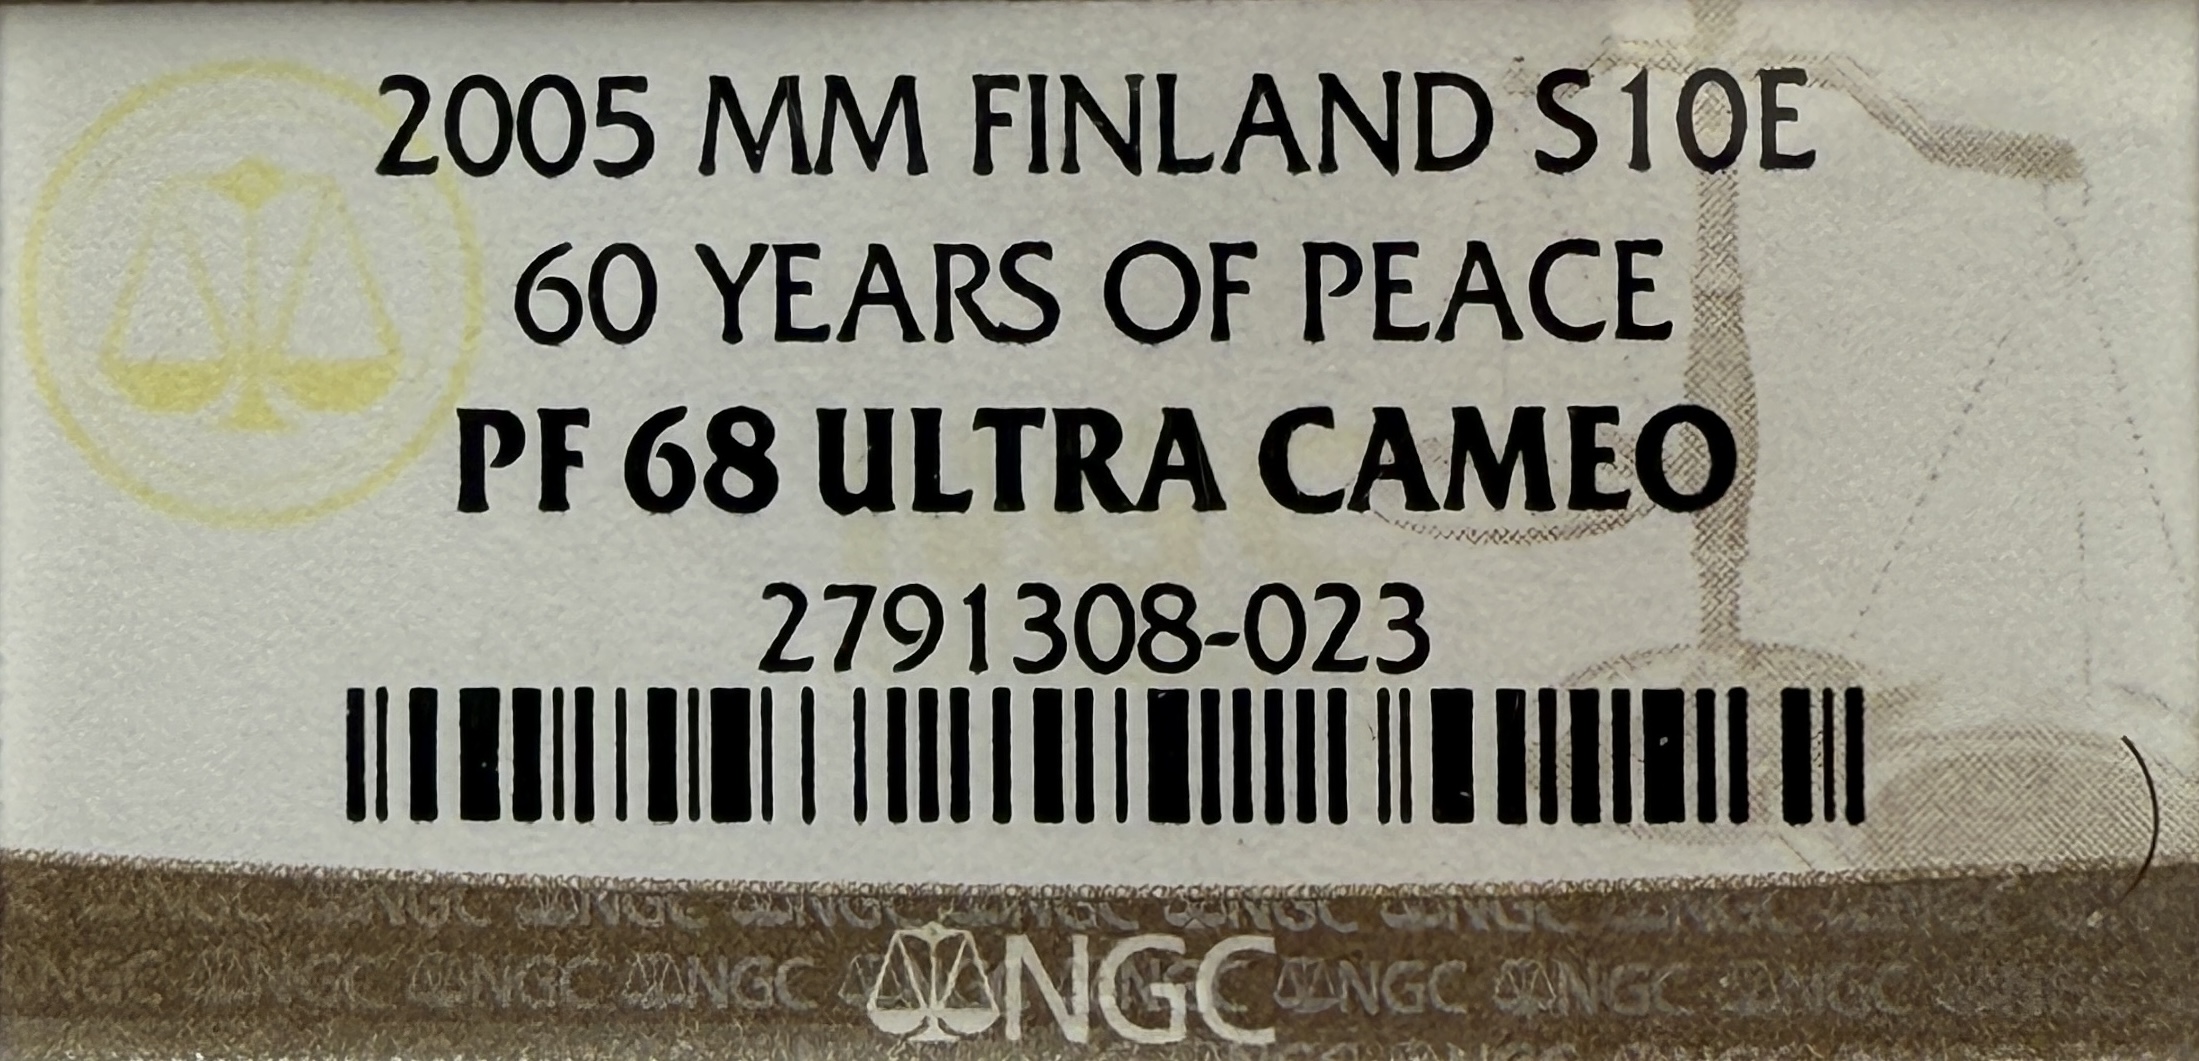 2005 MM FINLAND S10E
60 YEARS OF PEACE
PF 68 ULTRA CAMEO
2791308-023
NGC